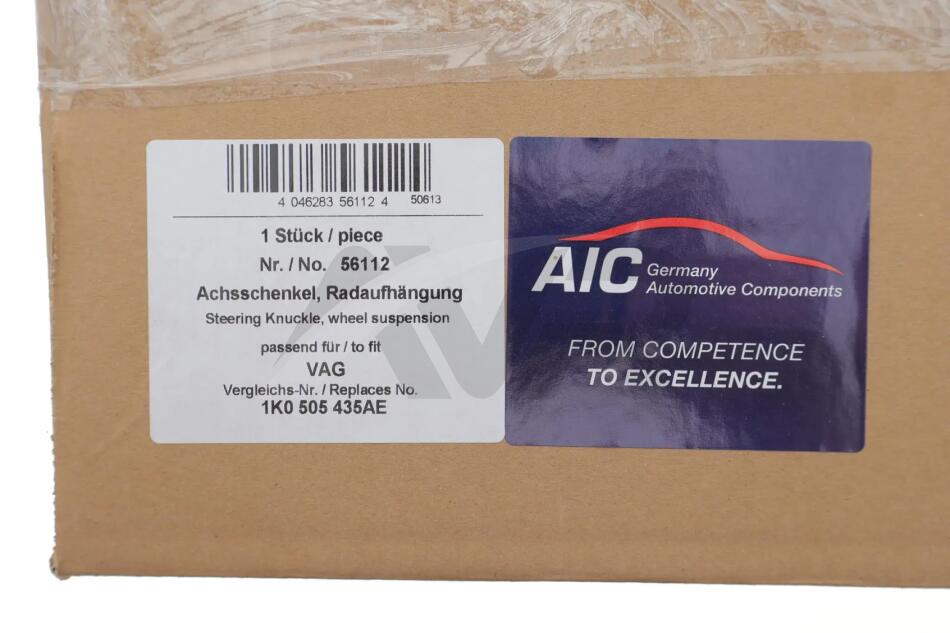 4 046283 56112 4
50613
1 Stück / piece
Nr. / No. 56112
Achsschenkel, Radaufhängung
Steering Knuckle, wheel suspension
passend für / to fit
VAG
Vergleichs-Nr. / Replaces No.
1K0 505 435AE
AIC Germany
Automotive Components
FROM COMPETENCE
TO EXCELLENCE.